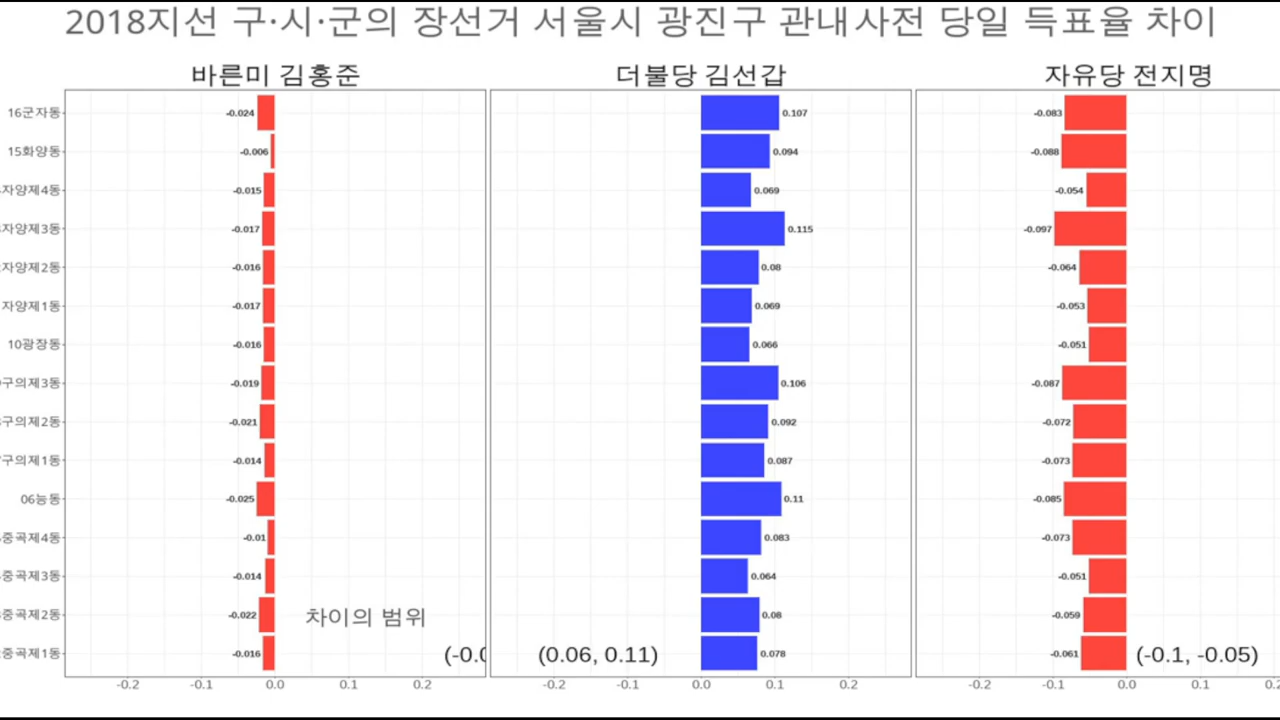 2018지선 구·시·군의 장선거 서울시 광진구 관내사전 당일 득표율 차이
바른미 김홍준 더불당 김선갑 자유당 전지명
16군자동 -0.024 0.107 -0.083
15화양동 -0.006 0.094 -0.088
자양제4동 -0.015 0.069 -0.054
자양제3동 -0.017 0.115 -0.097
자양제2동 -0.016 0.08 -0.064
자양제1동 -0.017 0.069 -0.053
10광장동 -0.016 0.066 -0.051
구의제3동 -0.019 0.106 -0.087
구의제2동 -0.021 0.092 -0.072
구의제1동 -0.014 0.087 -0.073
06능동 -0.025 0.11 -0.085
중곡제4동 -0.01 0.083 -0.073
중곡제3동 -0.014 0.064 -0.051
중곡제2동 -0.022 차이의 범위 0.08 -0.059
중곡제1동 -0.016 (-0.0 (0.06, 0.11) 0.078 -0.061 (-0.1, -0.05)
-0.2 -0.1 0.0 0.1 0.2 -0.2 -0.1 0.0 0.1 0.2 -0.2 -0.1 0.0 0.1